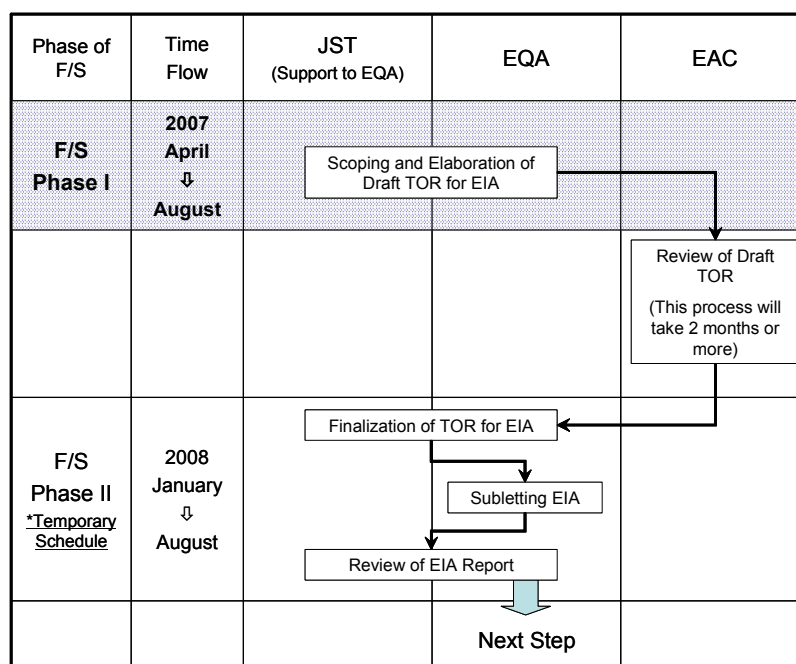 Phase of
F/S
Time
Flow
JST
(Support to EQA)
EQA
EAC
F/S
Phase I
2007
April
⇩
August
Scoping and Elaboration of
Draft TOR for EIA
Review of Draft
TOR
(This process will
take 2 months or
more)
F/S
Phase II
*Temporary
Schedule
2008
January
⇩
August
Finalization of TOR for EIA
Subletting EIA
Review of EIA Report
Next Step